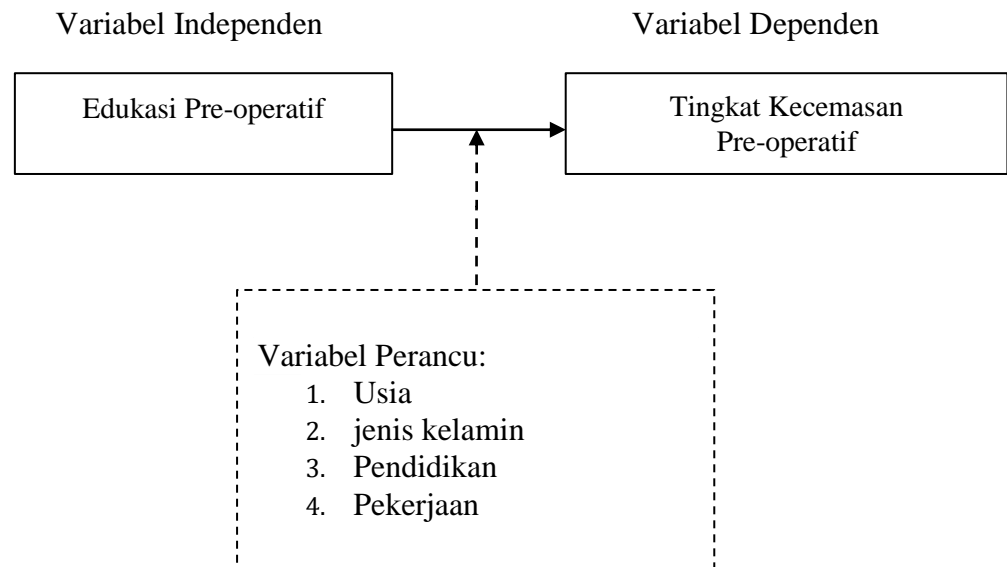 Variabel Independen
Variabel Dependen
Edukasi Pre-operatif
Tingkat Kecemasan
Pre-operatif
Variabel Perancu:
1. Usia
2. jenis kelamin
3. Pendidikan
4. Pekerjaan